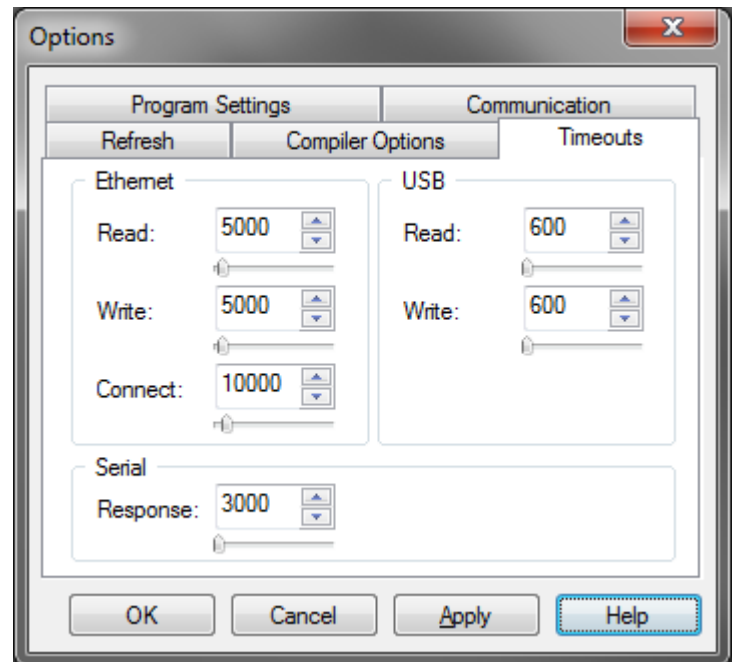 Options
Program Settings
Communication
Refresh
Compiler Options
Timeouts
Ethernet
Read: 5000
Write: 5000
Connect: 10000
USB
Read: 600
Write: 600
Serial
Response: 3000
OK
Cancel
Apply
Help